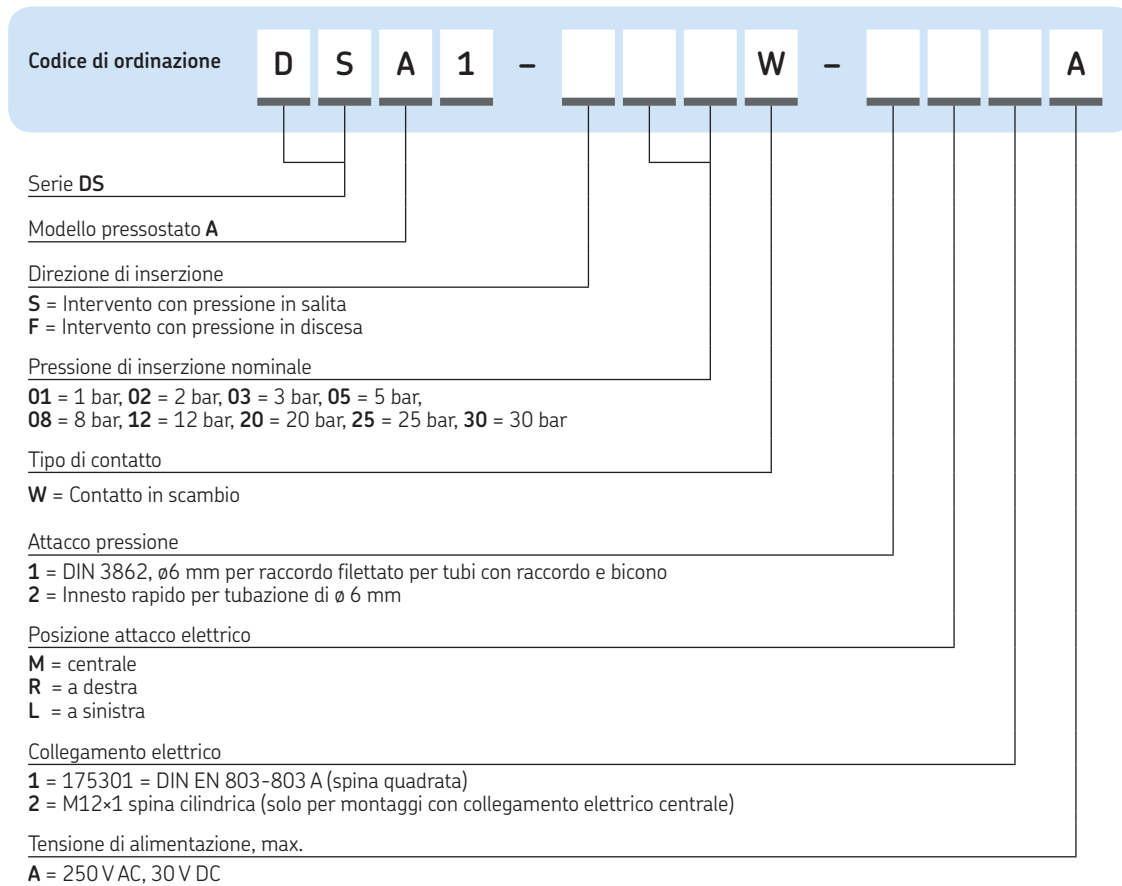 Codice di ordinazione D S A 1 – W – A
Serie DS
Modello pressostato A
Direzione di inserzione
S = Intervento con pressione in salita
F = Intervento con pressione in discesa
Pressione di inserzione nominale
01 = 1 bar, 02 = 2 bar, 03 = 3 bar, 05 = 5 bar,
08 = 8 bar, 12 = 12 bar, 20 = 20 bar, 25 = 25 bar, 30 = 30 bar
Tipo di contatto
W = Contatto in scambio
Attacco pressione
1 = DIN 3862, ø6 mm per raccordo filettato per tubi con raccordo e bicono
2 = Innesto rapido per tubazione di ø 6 mm
Posizione attacco elettrico
M = centrale
R = a destra
L = a sinistra
Collegamento elettrico
1 = 175301 = DIN EN 803-803 A (spina quadrata)
2 = M12×1 spina cilindrica (solo per montaggi con collegamento elettrico centrale)
Tensione di alimentazione, max.
A = 250 V AC, 30 V DC